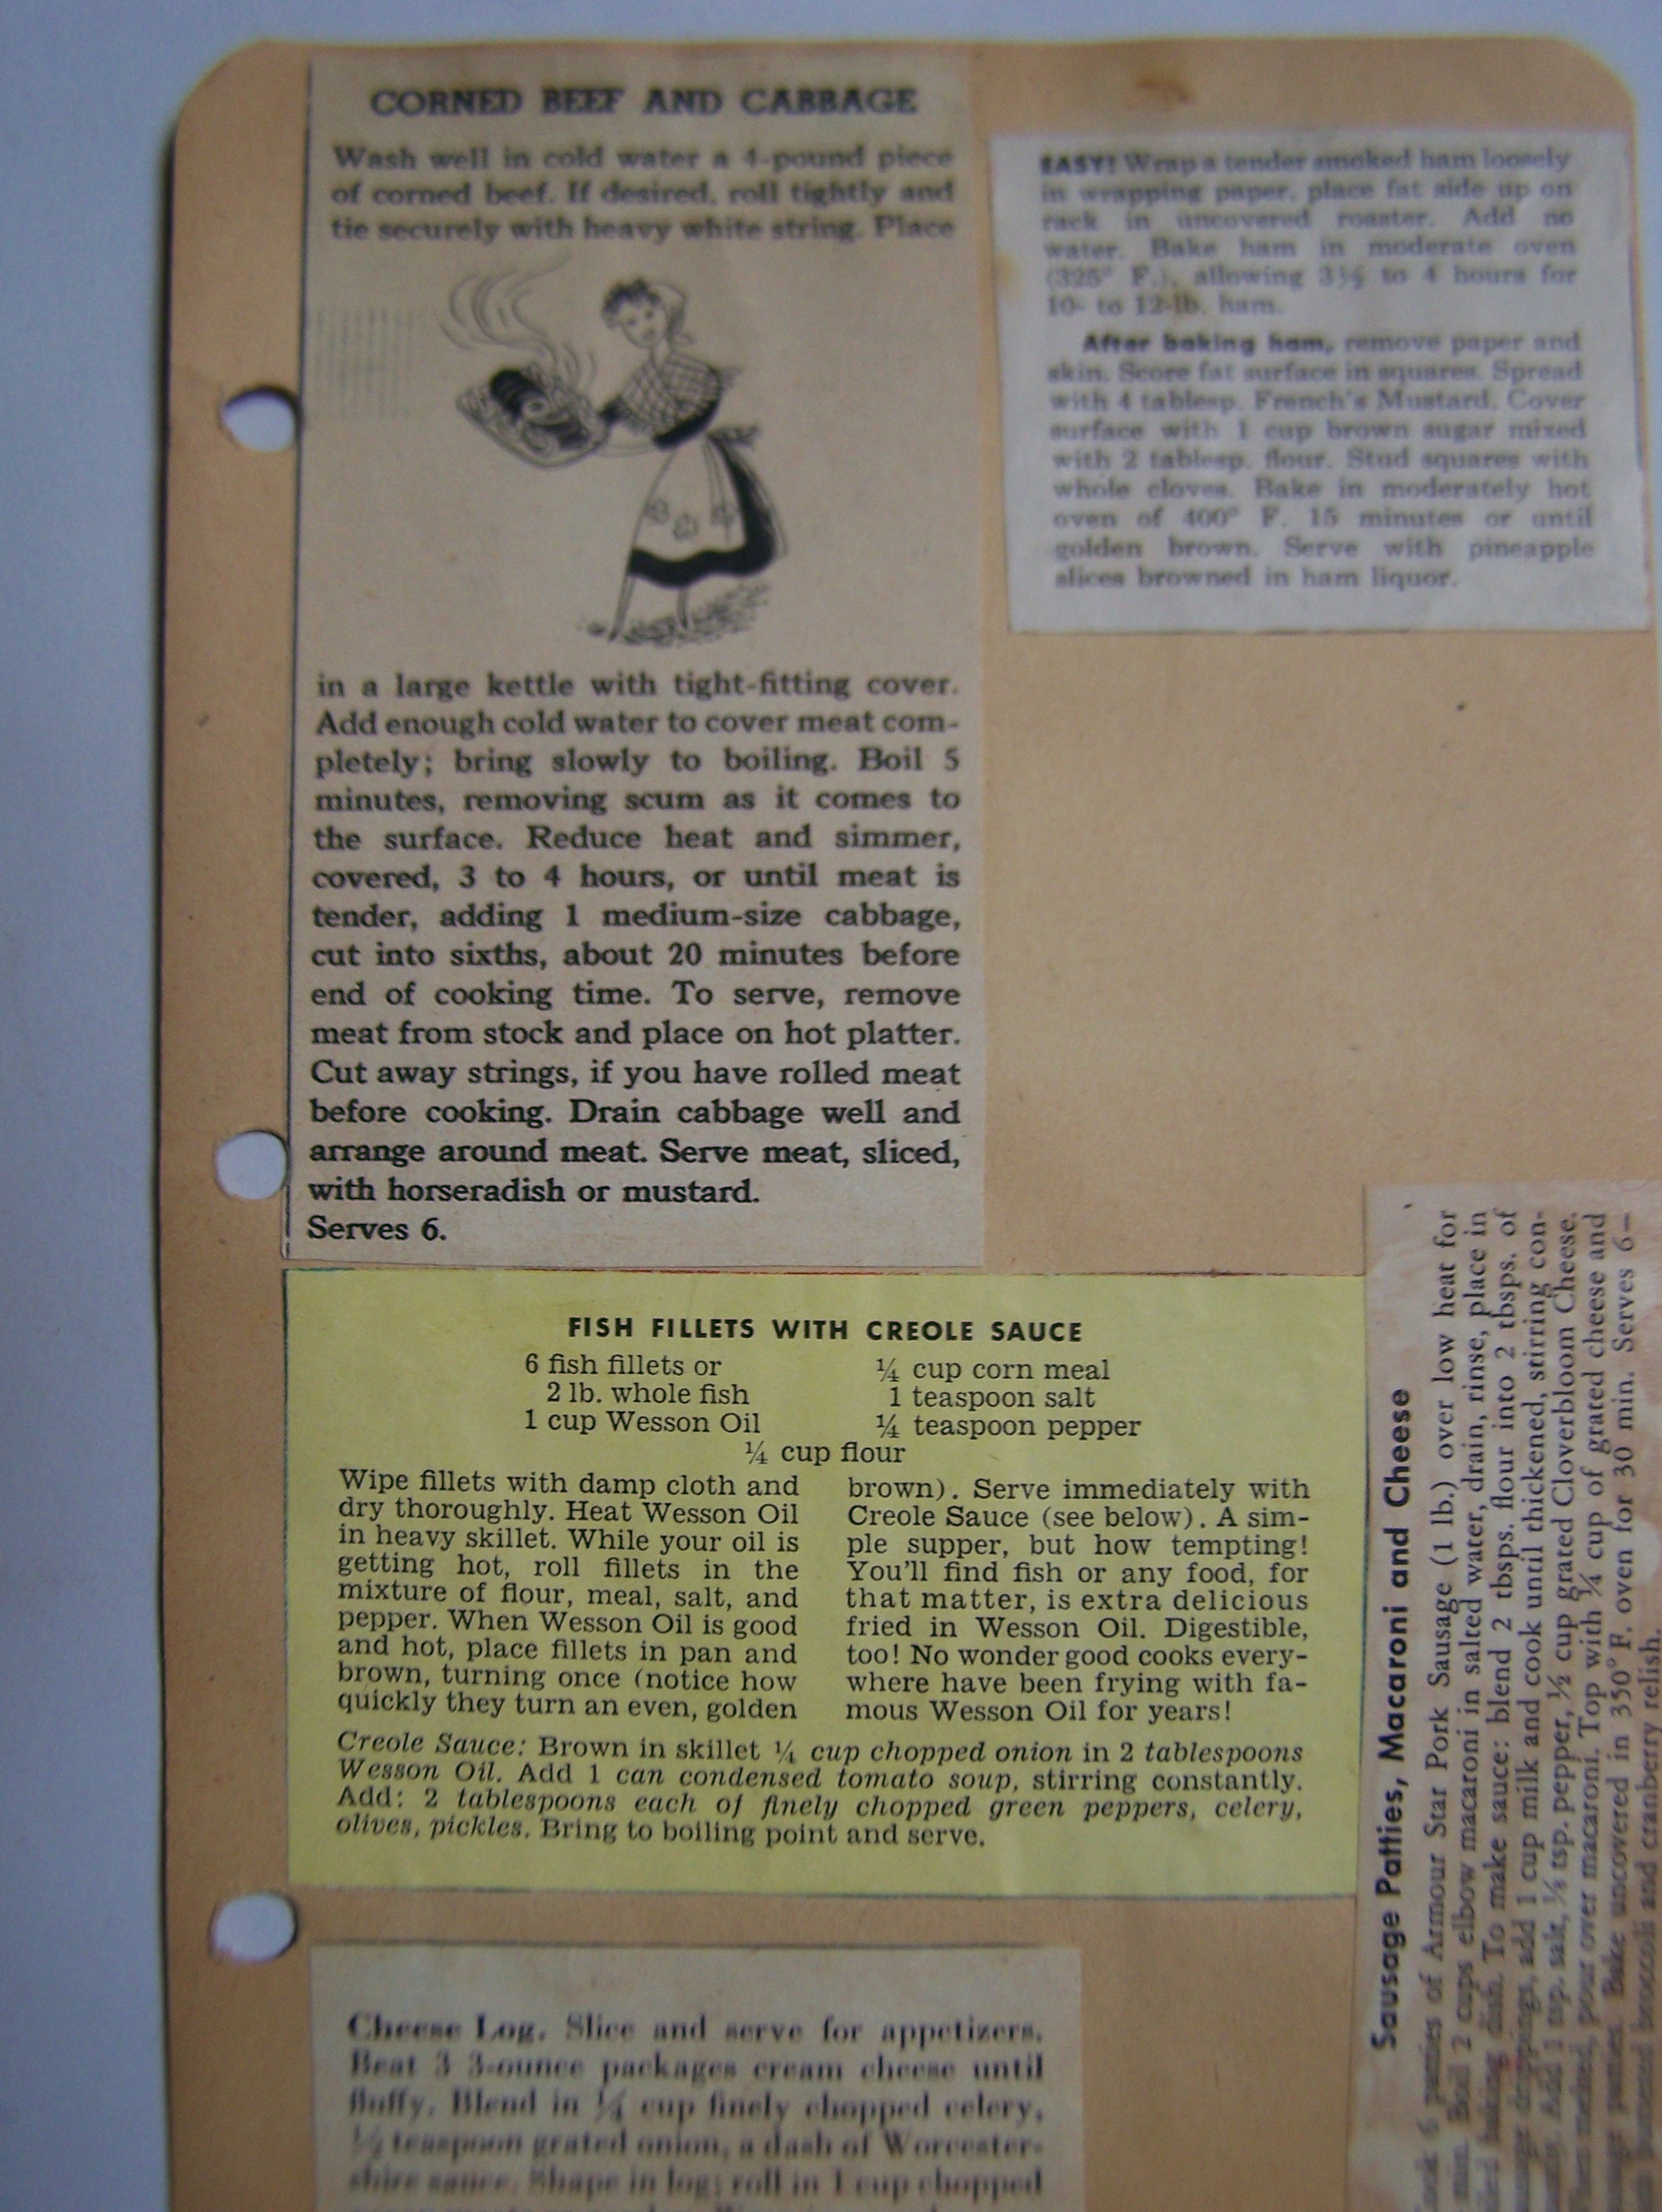 CORNED BEEF AND CABBAGE
Wash well in cold water a 4-pound piece
of corned beef. If desired, roll tightly and
tie securely with heavy white string. Place
in a large kettle with tight-fitting cover.
Add enough cold water to cover meat com-
pletely; bring slowly to boiling. Boil 5
minutes, removing scum as it comes to
the surface. Reduce heat and simmer,
covered, 3 to 4 hours, or until meat is
tender, adding 1 medium-size cabbage,
cut into sixths, about 20 minutes before
end of cooking time. To serve, remove
meat from stock and place on hot platter.
Cut away strings, if you have rolled meat
before cooking. Drain cabbage well and
arrange around meat. Serve meat, sliced,
with horseradish or mustard.
Serves 6.
EASY! Wrap a tender smoked ham loosely
in wrapping paper, place fat side up on
rack in uncovered roaster. Add no
water. Bake ham in moderate oven
(325° F.), allowing 3½ to 4 hours for
10- to 12-lb. ham.
After baking ham, remove paper and
skin. Score fat surface in squares. Spread
with 4 tablesp. French's Mustard. Cover
surface with 1 cup brown sugar mixed
with 2 tablesp. flour. Stud squares with
whole cloves. Bake in moderately hot
oven of 400° F. 15 minutes or until
golden brown. Serve with pineapple
slices browned in ham liquor.
FISH FILLETS WITH CREOLE SAUCE
6 fish fillets or
2 lb. whole fish
1 cup Wesson Oil
¼ cup corn meal
1 teaspoon salt
¼ teaspoon pepper
¼ cup flour
Wipe fillets with damp cloth and
dry thoroughly. Heat Wesson Oil
in heavy skillet. While your oil is
getting hot, roll fillets in the
mixture of flour, meal, salt, and
pepper. When Wesson Oil is good
and hot, place fillets in pan and
brown, turning once (notice how
quickly they turn an even, golden
brown). Serve immediately with
Creole Sauce (see below). A sim-
ple supper, but how tempting!
You'll find fish or any food, for
that matter, is extra delicious
fried in Wesson Oil. Digestible,
too! No wonder good cooks every-
where have been frying with fa-
mous Wesson Oil for years!
Creole Sauce: Brown in skillet ¼ cup chopped onion in 2 tablespoons
Wesson Oil. Add 1 can condensed tomato soup, stirring constantly.
Add: 2 tablespoons each of finely chopped green peppers, celery,
olives, pickles. Bring to boiling point and serve.
Sausage Patties, Macaroni and Cheese
6 patties of Armour Star Pork Sausage (1 lb.) over low heat for
min. Boil 2 cups elbow macaroni in salted water, drain, rinse, place in
baking dish. To make sauce: blend 2 tbsps. flour into 2 tbsps. of
drippings, add 1 cup milk and cook until thickened, stirring con-
Add 1 tsp. salt, ⅛ tsp. pepper, ½ cup grated Cloverbloom Cheese.
melted, pour over macaroni. Top with ¼ cup of grated cheese and
patties. Bake uncovered in 350° F. oven for 30 min. Serves 6—
buttered broccoli and cranberry relish.
Cheese Log. Slice and serve for appetizers.
Beat 3 3-ounce packages cream cheese until
fluffy. Blend in ¼ cup finely chopped celery,
½ teaspoon grated onion, a dash of Worcester-
shire sauce. Shape in log; roll in 1 cup chopped